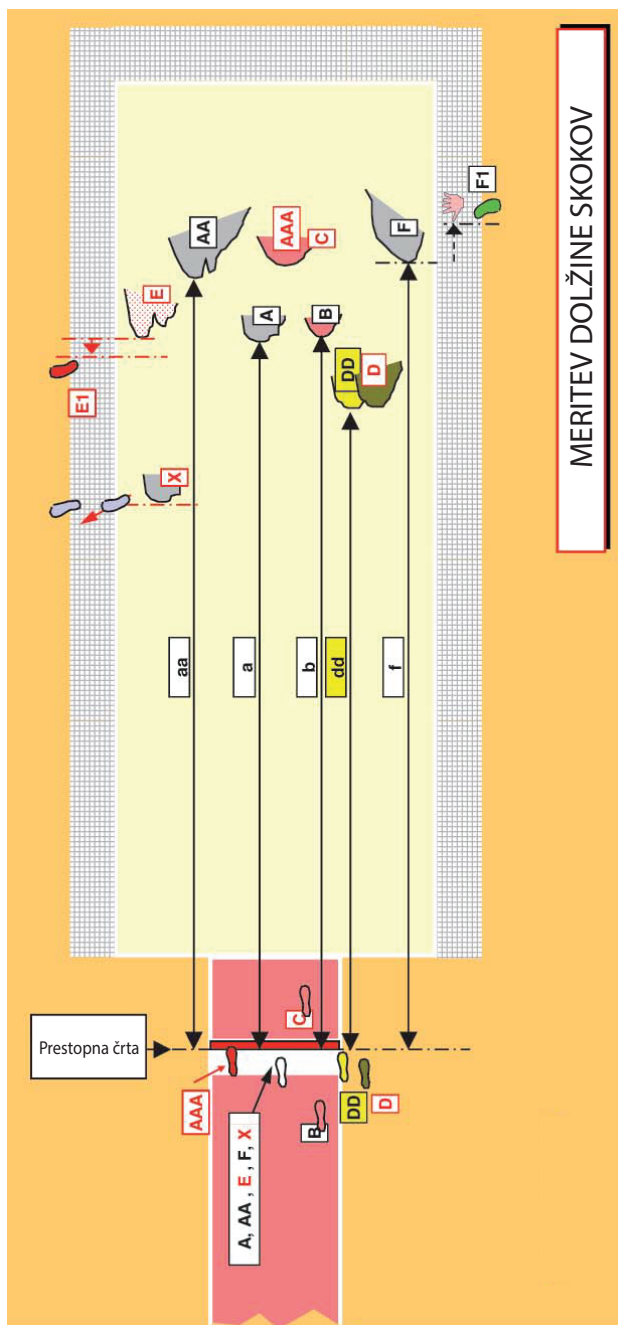 MERITEV DOLŽINE SKOKOV
F1
AA
AAA
C
F
E
A
B
DD
D
E1
X
aa
a
b
dd
f
Prestopna črta
C
AAA
A, AA , E , F, X
B
DD
D